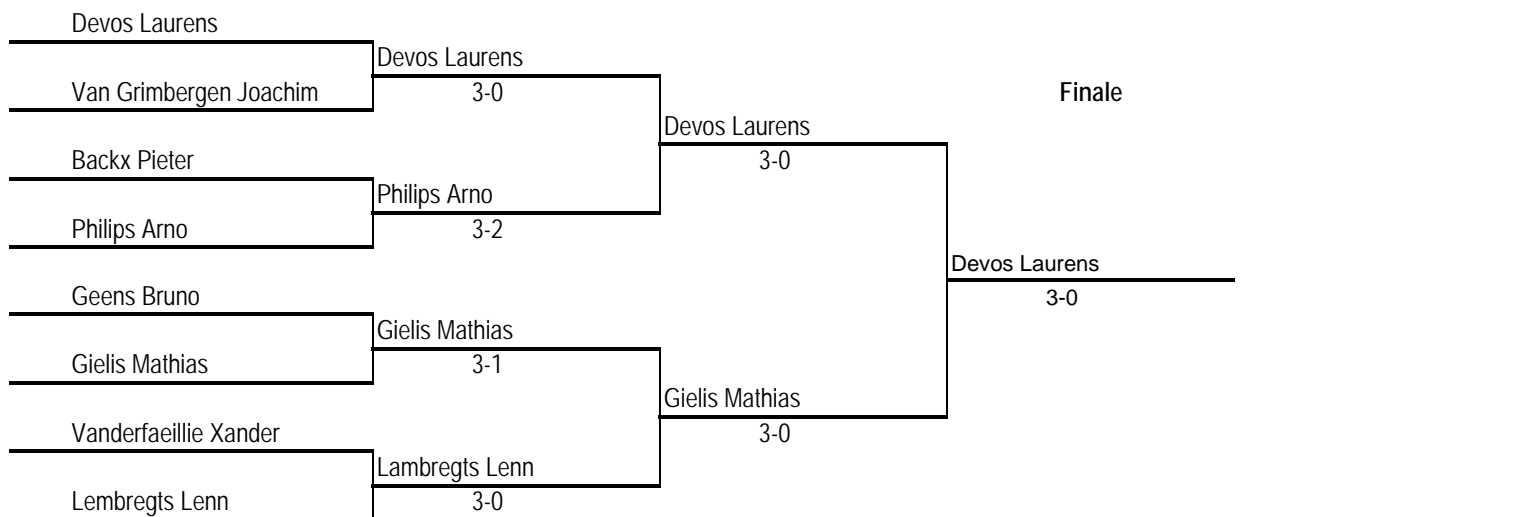 Devos Laurens
Devos Laurens
Van Grimbergen Joachim
3-0
Finale
Devos Laurens
Backx Pieter
3-0
Philips Arno
Philips Arno
3-2
Devos Laurens
Geens Bruno
3-0
Gielis Mathias
Gielis Mathias
3-1
Gielis Mathias
Vanderfaeillie Xander
3-0
Lambregts Lenn
Lembregts Lenn
3-0